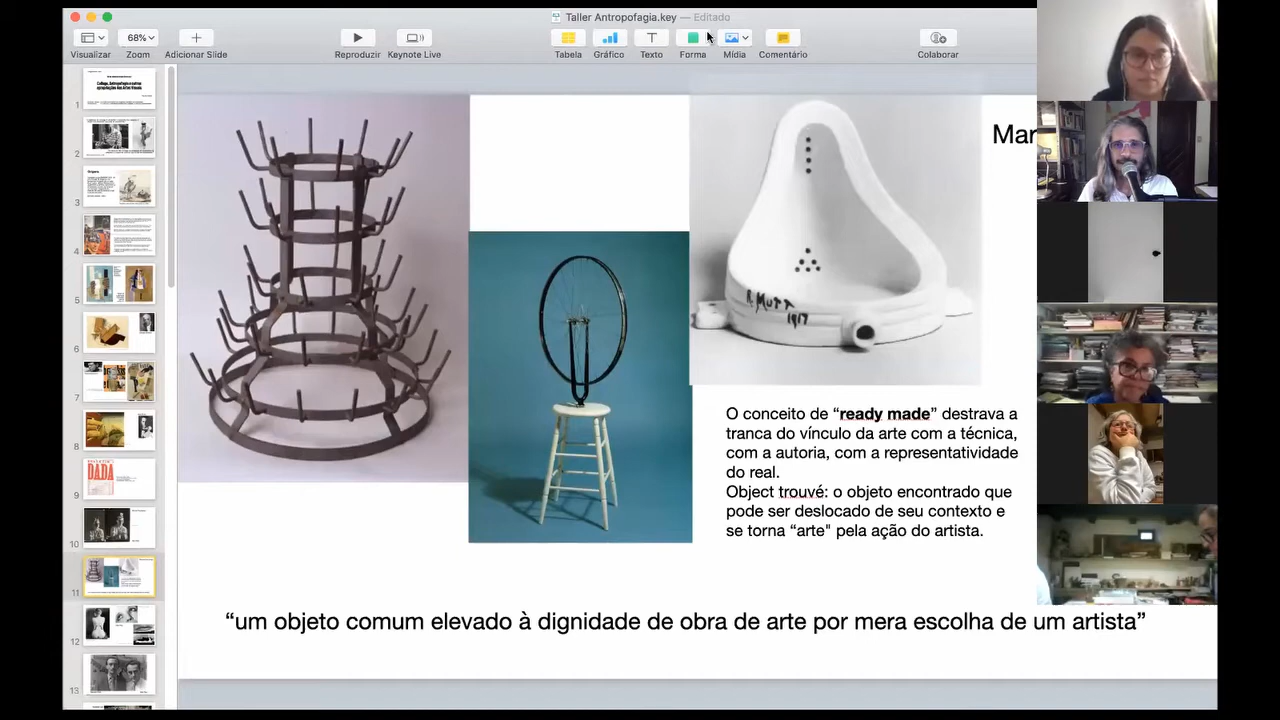 Taller Antropofagia.key — Editado
68%
Visualizar
Zoom
Adicionar Slide
Reproduzir
Keynote Live
Tabela
Gráfico
Texto
Forma
Mídia
Comentário
Colaborar
1
2
3
4
5
6
7
8
9
DADA
10
11
12
13
Mar
R. MUTT
1917
O conceito de “ready made” destrava a
tranca do vínculo da arte com a técnica,
com a autoria, com a representatividade
do real.
Object trouvé: o objeto encontrado que
pode ser deslocado de seu contexto e
se torna “arte" pela ação do artista.
“um objeto comum elevado à dignidade de obra de arte por mera escolha de um artista”